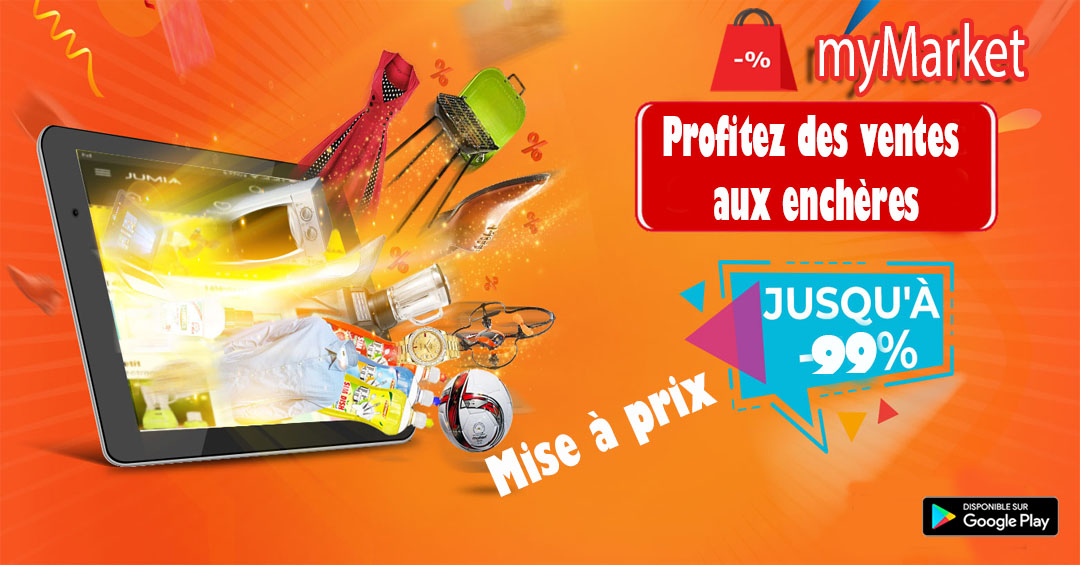 -%
myMarket
Profitez des ventes
aux enchères
JUMIA
JUSQU'À
-99%
Mise à prix
DISPONIBLE SUR
Google Play